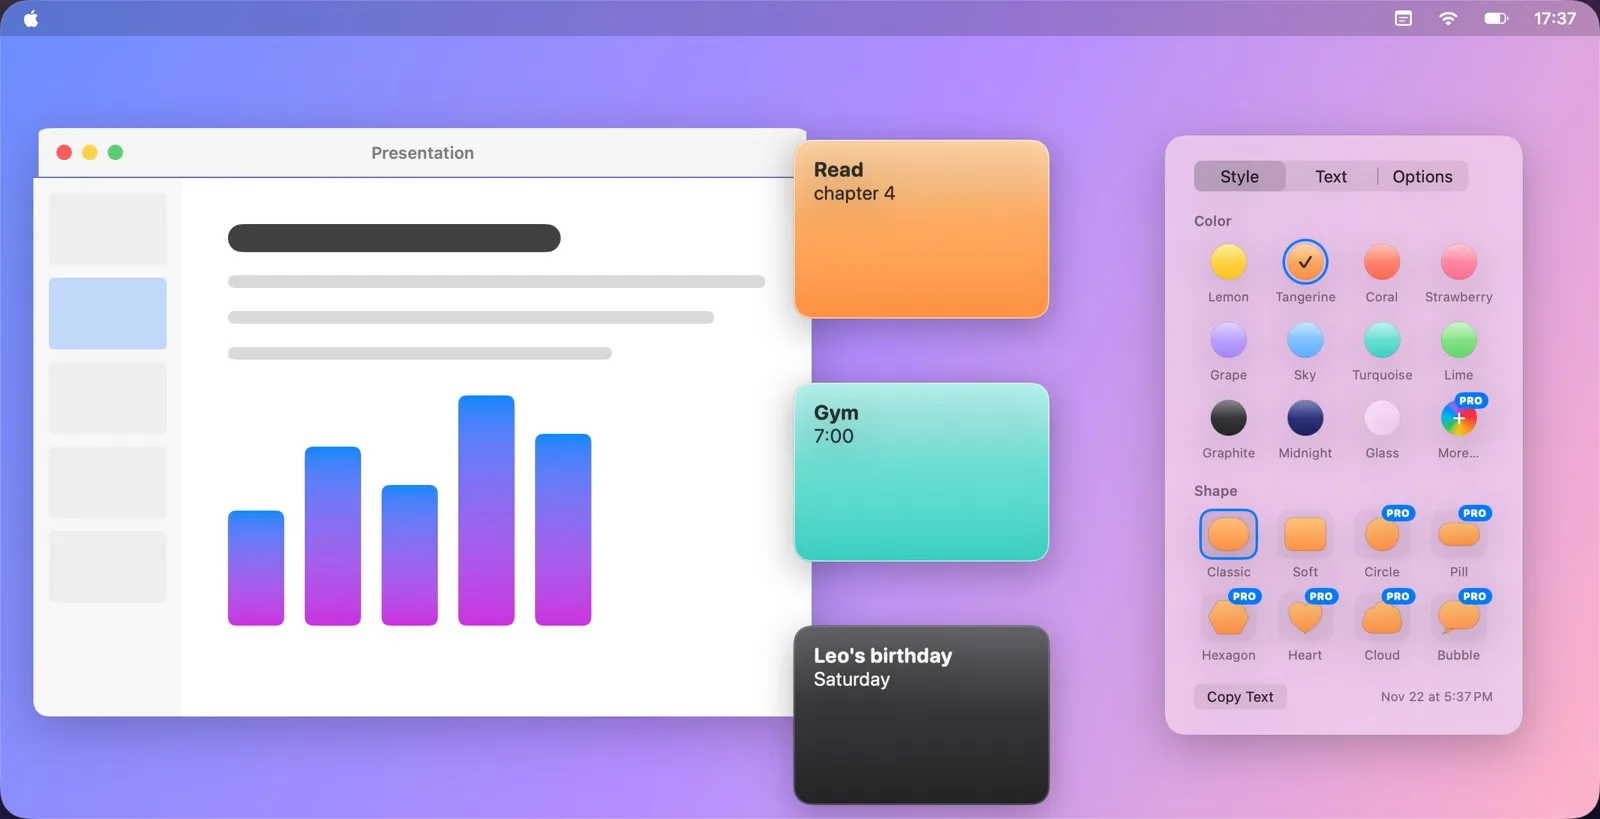 17:37
Presentation
Read
chapter 4
Gym
7:00
Leo's birthday
Saturday
Style Text Options
Color
Lemon Tangerine Coral Strawberry
Grape Sky Turquoise Lime
PRO
Graphite Midnight Glass More...
Shape
PRO PRO
Classic Soft Circle Pill
PRO PRO PRO PRO
Hexagon Heart Cloud Bubble
Copy Text Nov 22 at 5:37 PM